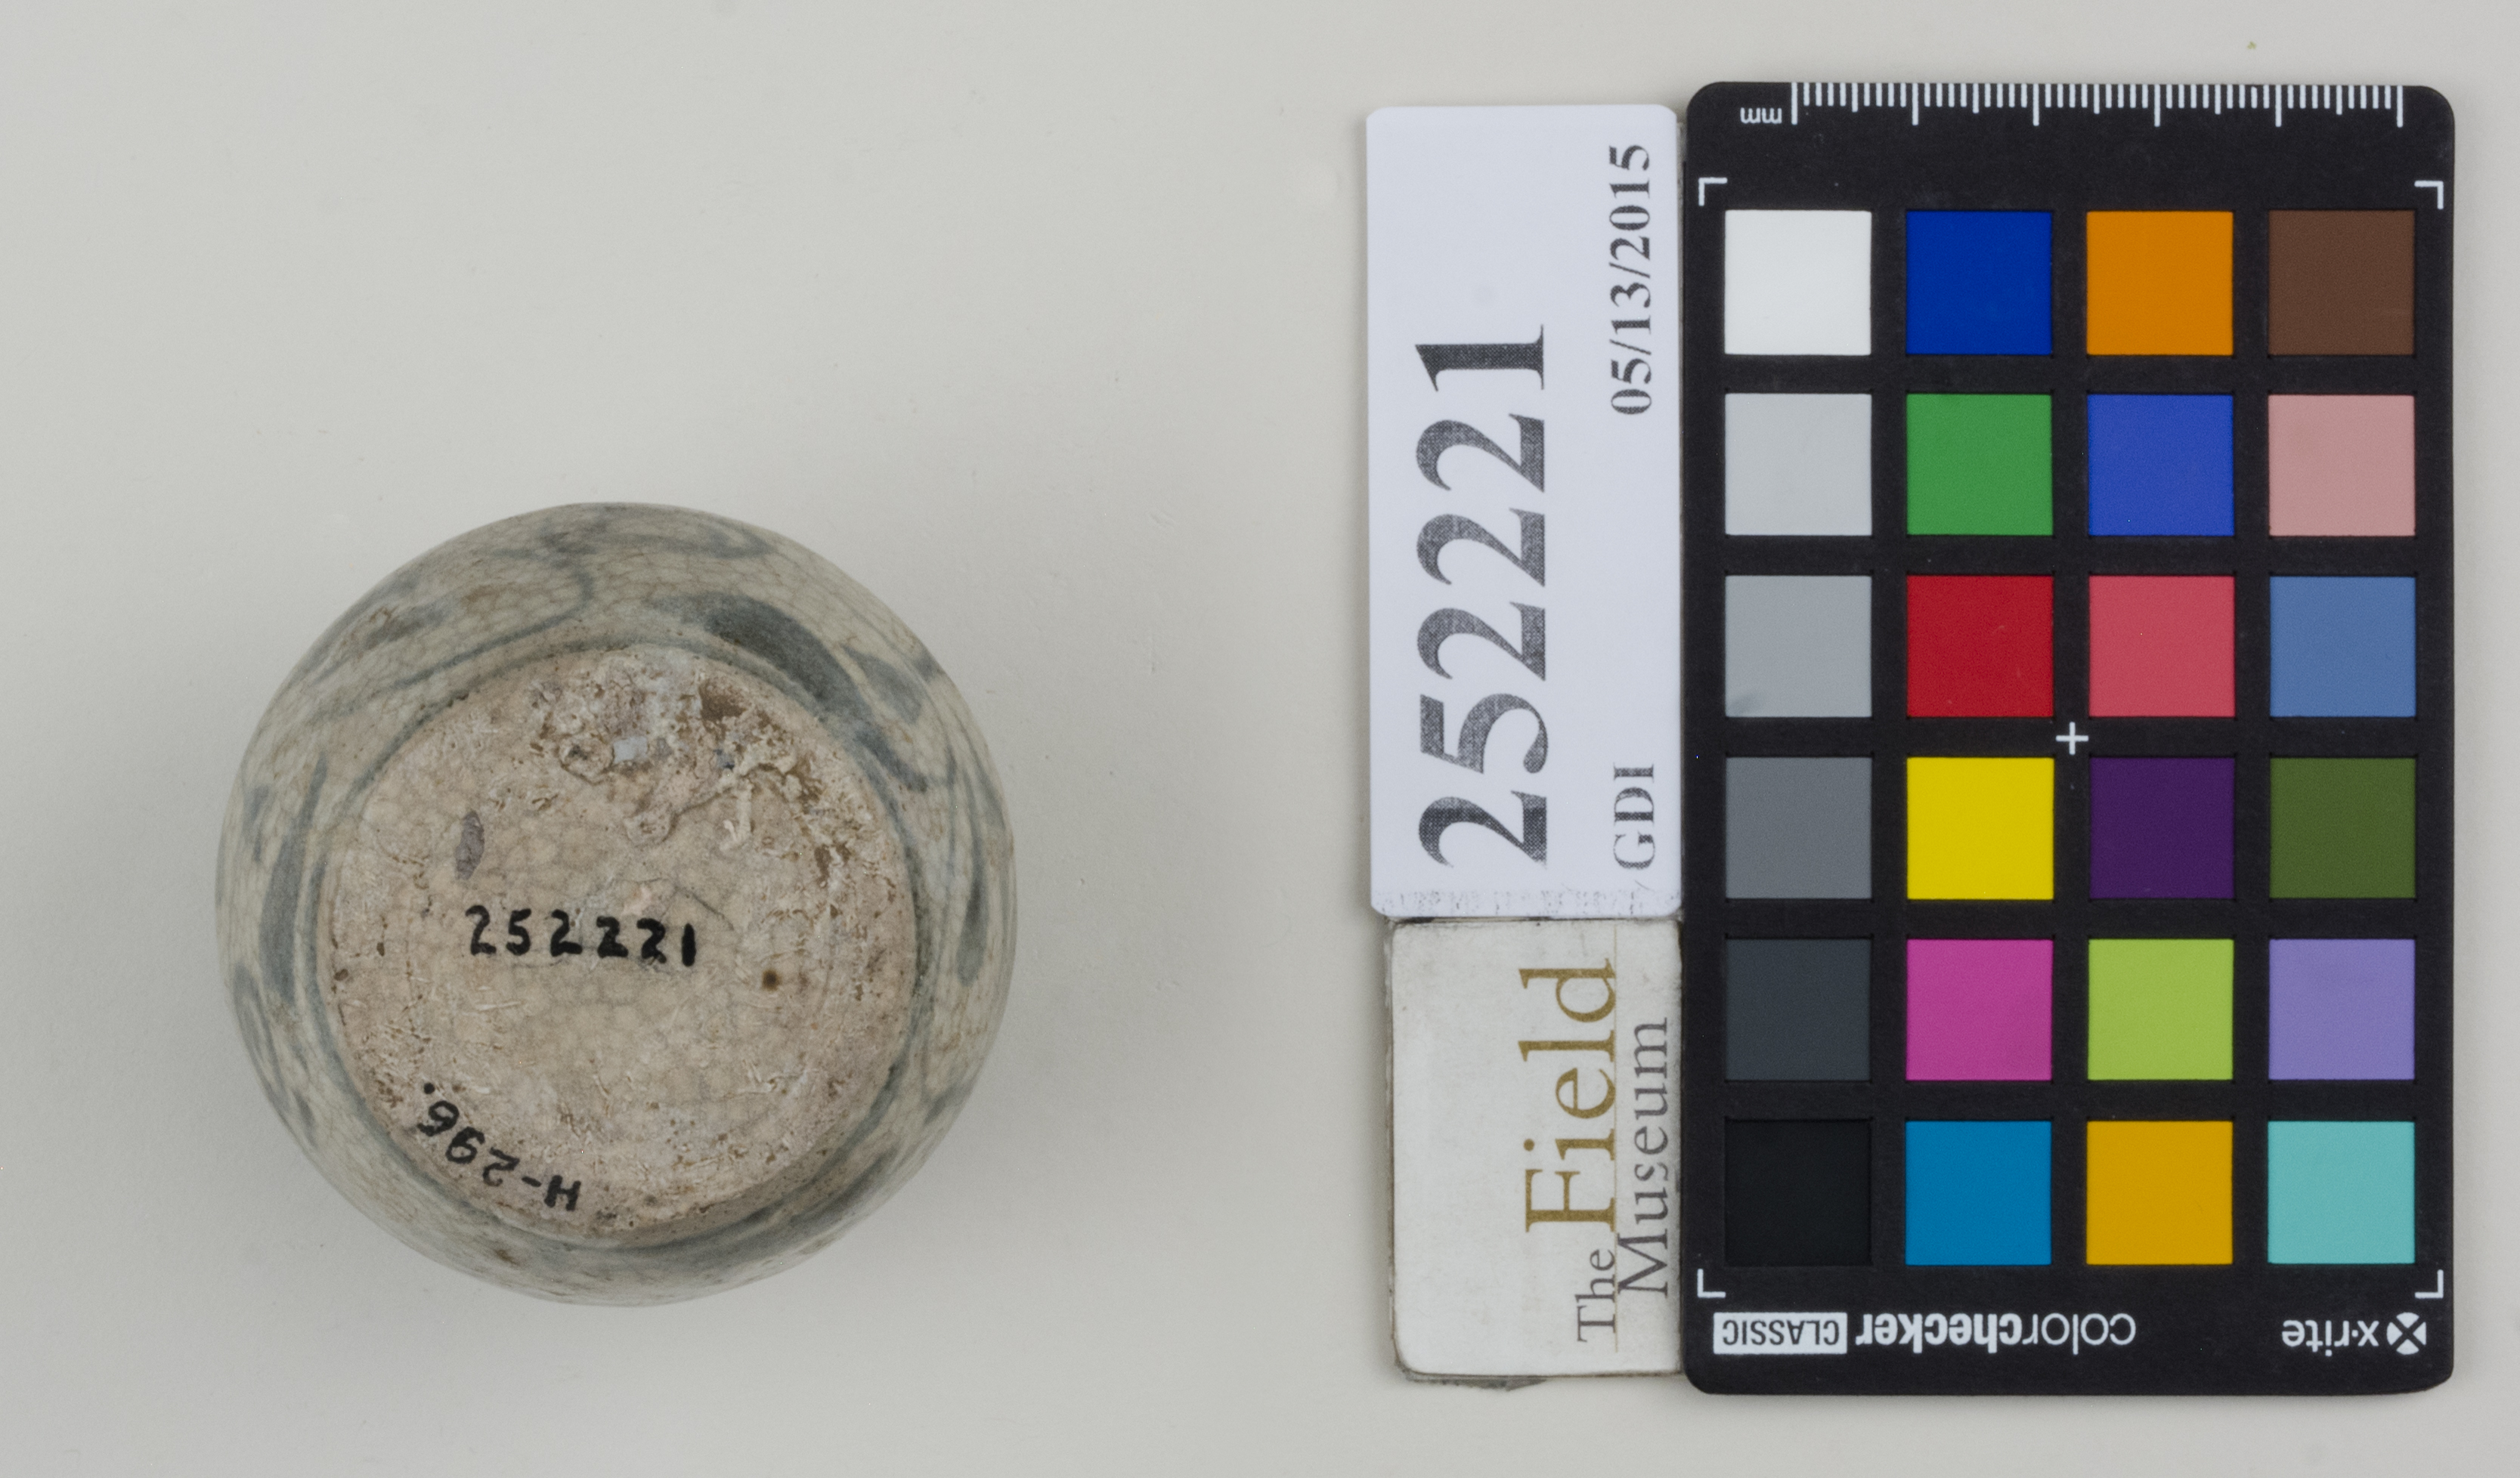 252221
H-296.
252221
GDI 05/13/2015
The Field
Museum
mm
x·rite
colorchecker CLASSIC